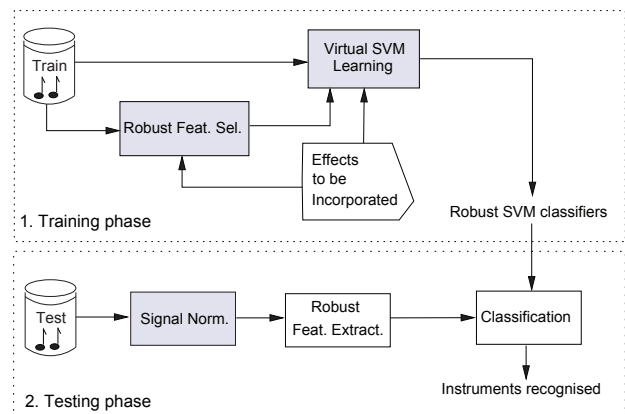 Train
Virtual SVM
Learning
Robust Feat. Sel.
Effects
to be
Incorporated
1. Training phase
Robust SVM classifiers
Test
Signal Norm.
Robust
Feat. Extract.
Classification
Instruments recognised
2. Testing phase